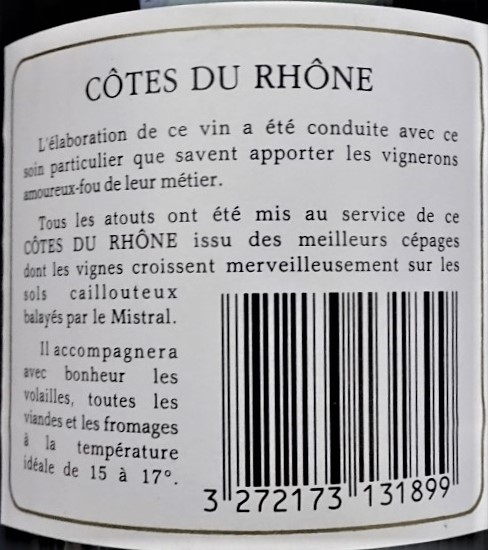 CÔTES DU RHÔNE
L'élaboration de ce vin a été conduite avec ce
soin particulier que savent apporter les vignerons
amoureux-fou de leur métier.
Tous les atouts ont été mis au service de ce
CÔTES DU RHÔNE issu des meilleurs cépages
dont les vignes croissent merveilleusement sur les
sols caillouteux
balayés par le Mistral.
Il accompagnera
avec bonheur les
volailles, toutes les
viandes et les fromages
à la température
idéale de 15 à 17°.
3 272173 131899